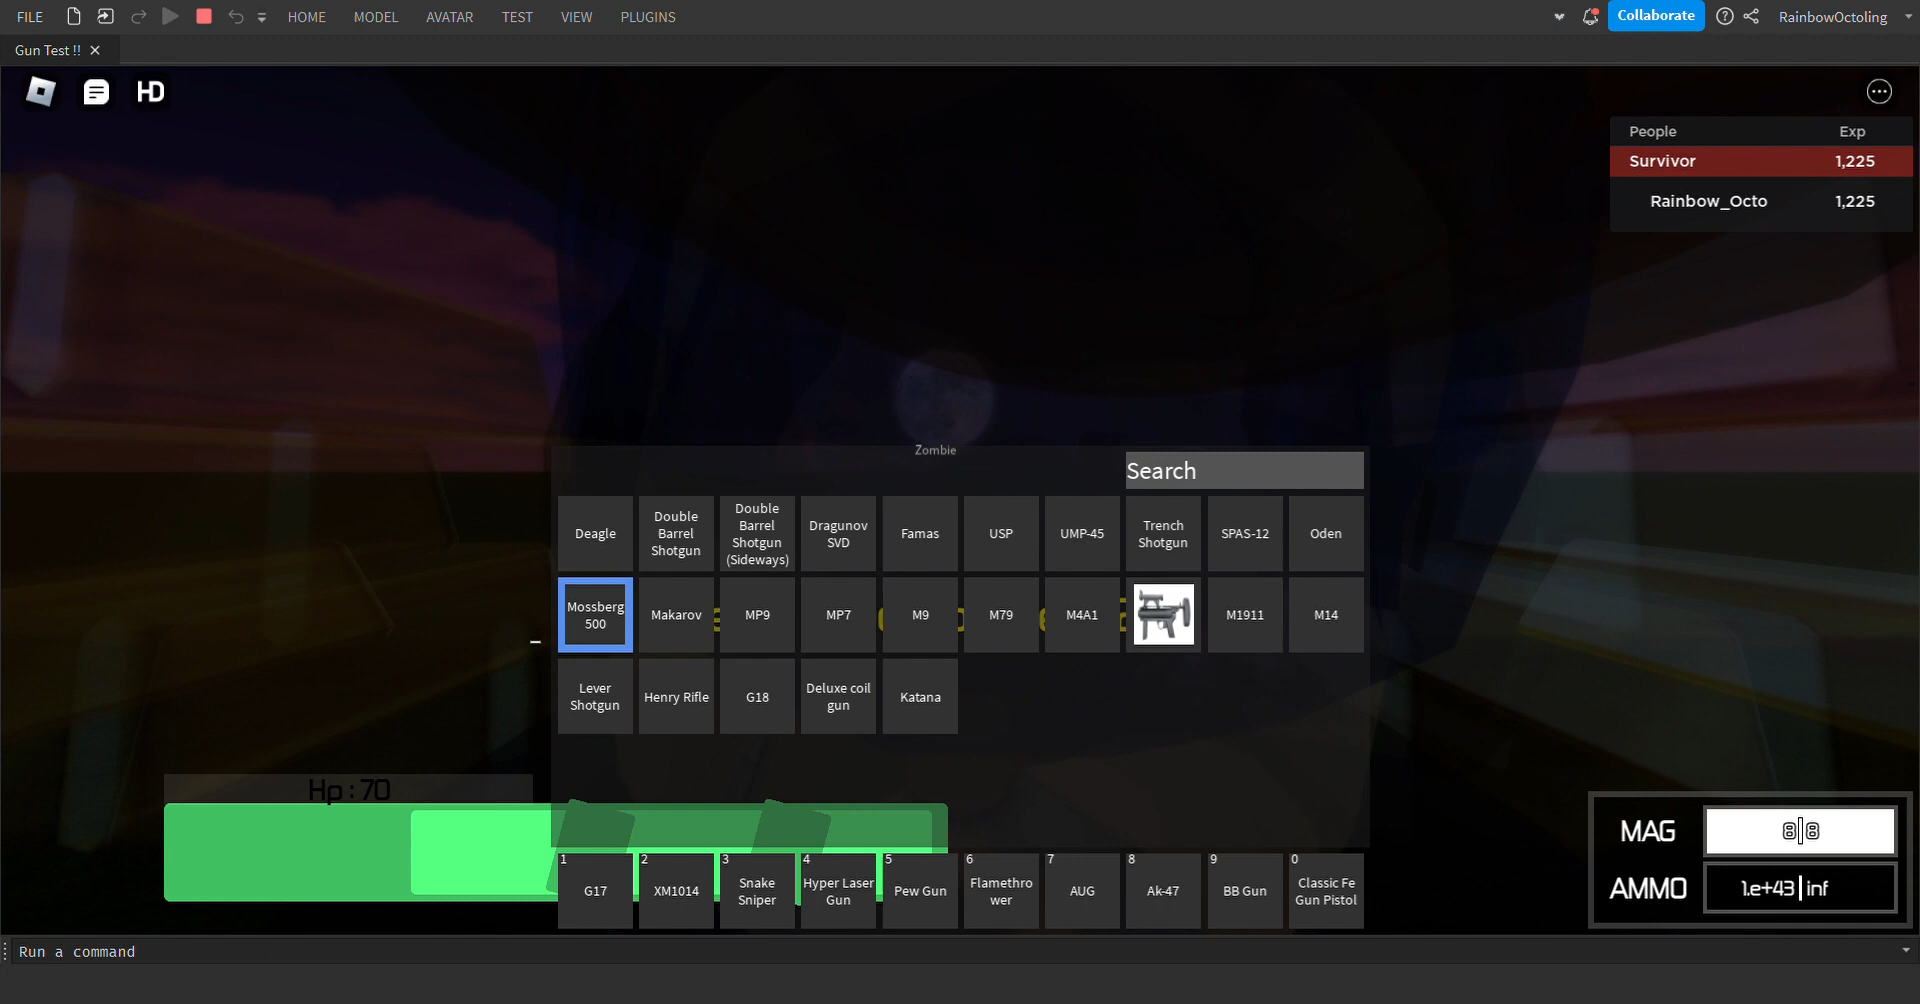 FILE HOME MODEL AVATAR TEST VIEW PLUGINS Collaborate RainbowOctoling
Gun Test !!
HD
People Exp
Survivor 1,225
Rainbow_Octo 1,225
Zombie
Search
Deagle
Double
Barrel
Shotgun
Double
Barrel
Shotgun
(Sideways)
Dragunov
SVD
Famas
USP
UMP-45
Trench
Shotgun
SPAS-12
Oden
Mossberg
500
Makarov
MP9
MP7
M9
M79
M4A1
M1911
M14
Lever
Shotgun
Henry Rifle
G18
Deluxe coil
gun
Katana
Hp : 70
1
G17
2
XM1014
3
Snake
Sniper
4
Hyper Laser
Gun
5
Pew Gun
6
Flamethro
wer
7
AUG
8
Ak-47
9
BB Gun
0
Classic Fe
Gun Pistol
MAG 8|8
AMMO 1.e+43|inf
Run a command